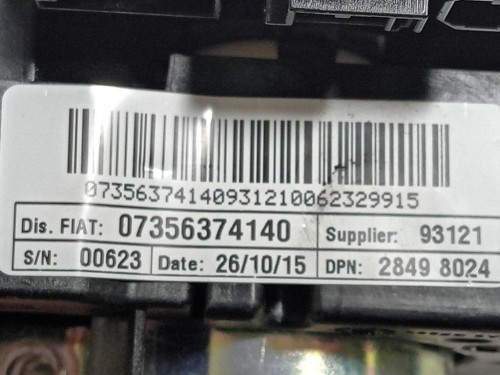 07356374140931210062329915
Dis. FIAT: 07356374140 Supplier: 93121
S/N: 00623 Date: 26/10/15 DPN: 2849 8024